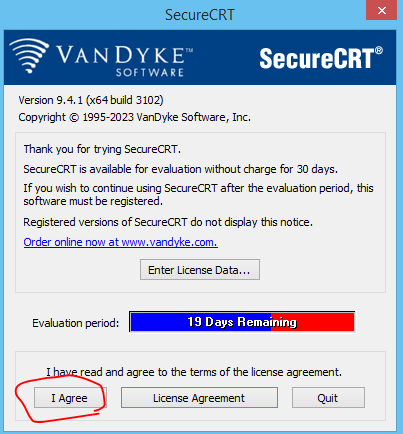 SecureCRT
VANDYKE™ SecureCRT®
SOFTWARE
Version 9.4.1 (x64 build 3102)
Copyright © 1995-2023 VanDyke Software, Inc.
Thank you for trying SecureCRT.
SecureCRT is available for evaluation without charge for 30 days.
If you wish to continue using SecureCRT after the evaluation period, this
software must be registered.
Registered versions of SecureCRT do not display this notice.
Order online now at www.vandyke.com.
Enter License Data...
Evaluation period: 19 Days Remaining
I have read and agree to the terms of the license agreement.
I Agree License Agreement Quit